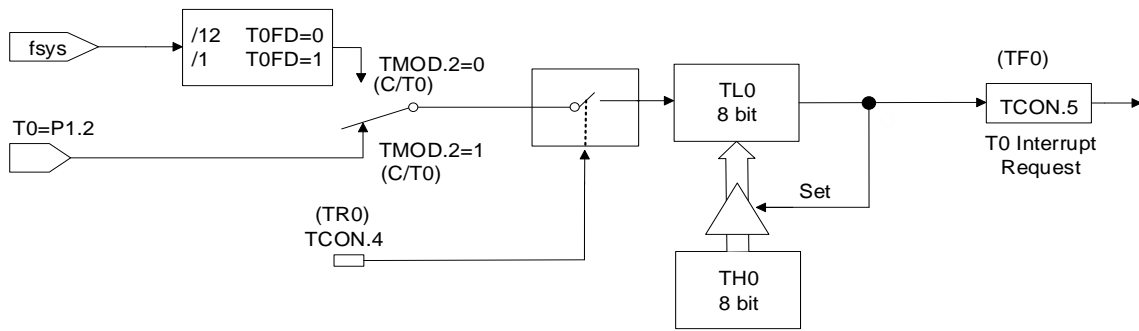 fsys
/12 T0FD=0
/1 T0FD=1
TMOD.2=0
(C/T0)
T0=P1.2
TMOD.2=1
(C/T0)
(TR0)
TCON.4
TL0
8 bit
Set
TH0
8 bit
(TF0)
TCON.5
T0 Interrupt
Request